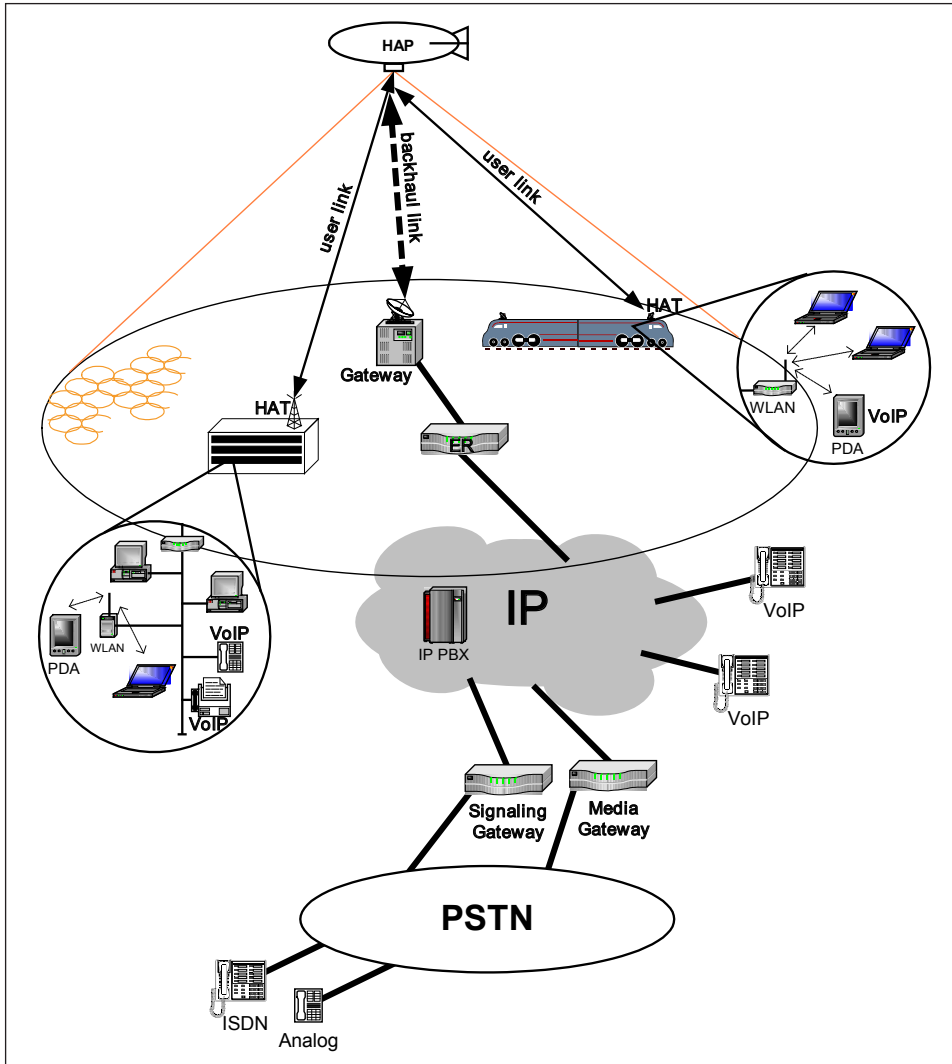 HAP
user link
backhaul link
user link
HAT
Gateway
HAT
WLAN
VoIP
PDA
ER
IP
IP PBX
VoIP
VoIP
VoIP
PDA
WLAN
VoIP
Signaling
Gateway
Media
Gateway
PSTN
ISDN
Analog